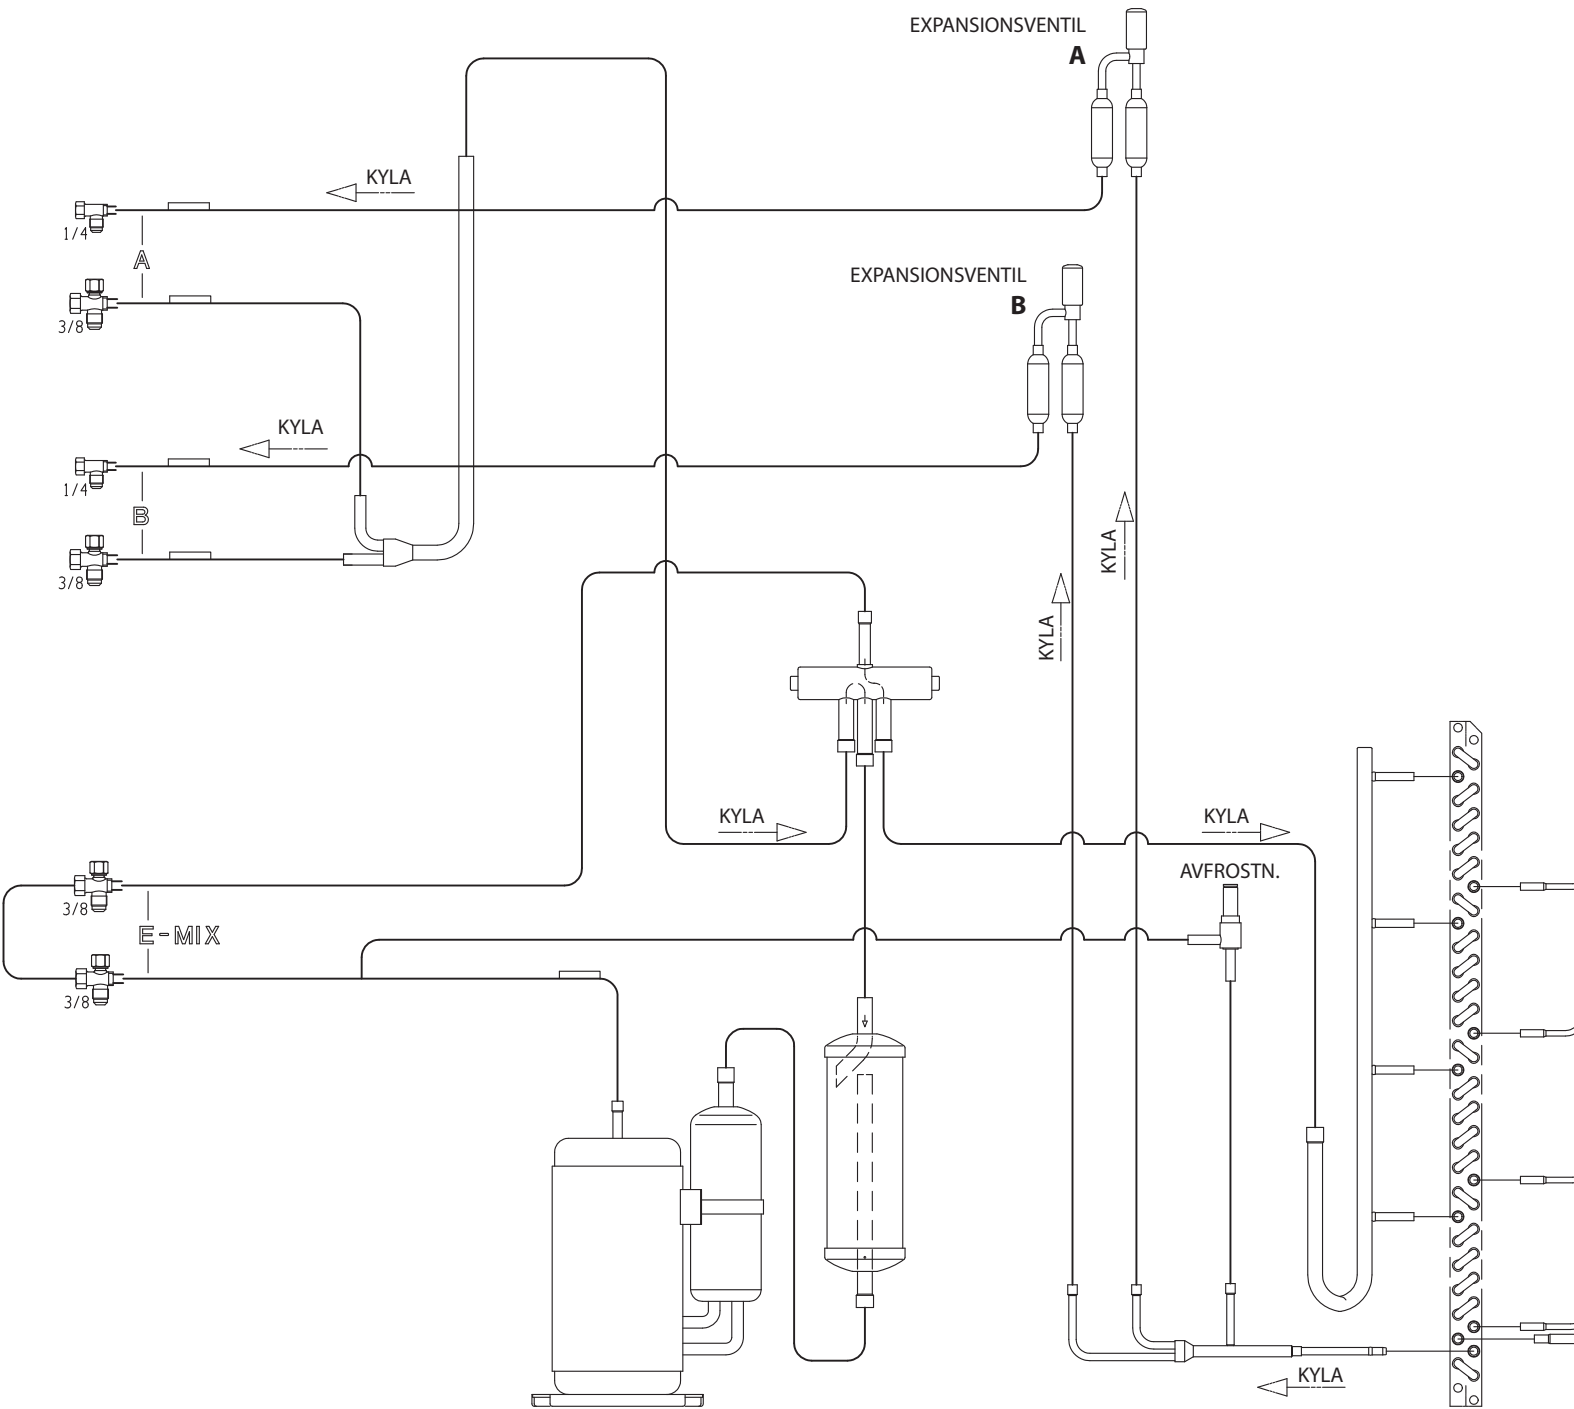 EXPANSIONSVENTIL
A
KYLA
1/4
A
EXPANSIONSVENTIL
B
3/8
KYLA
1/4
B
KYLA
3/8
KYLA
KYLA
KYLA
AVFROSTN.
3/8
E-MIX
3/8
KYLA